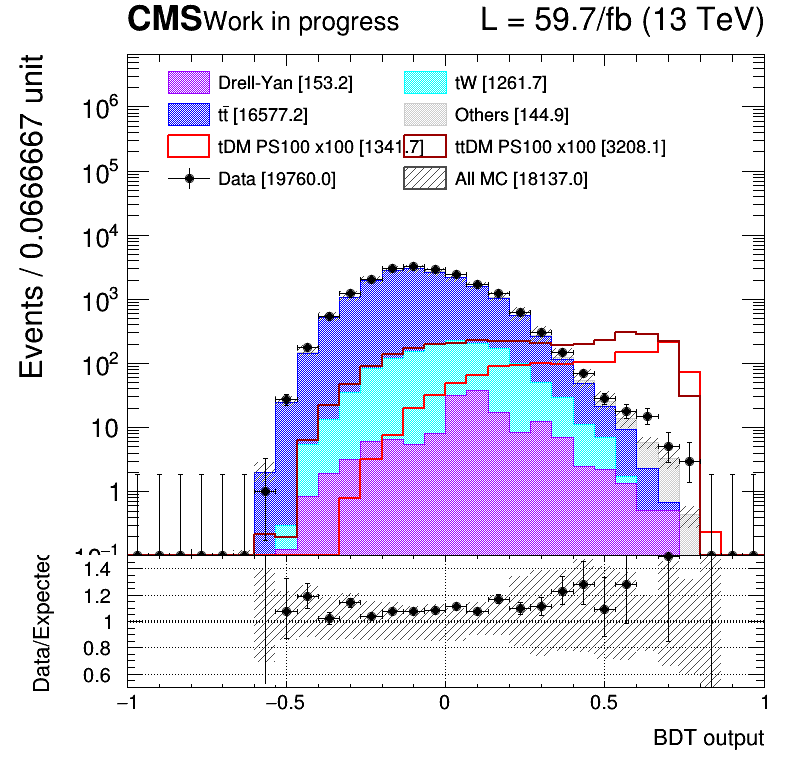 CMS Work in progress L = 59.7/fb (13 TeV)
Events / 0.0666667 unit
Drell-Yan [153.2] tW [1261.7]
tt̄ [16577.2] Others [144.9]
tDM PS100 x100 [1341.7] ttDM PS100 x100 [3208.1]
Data [19760.0] All MC [18137.0]
10⁶
10⁵
10⁴
10³
10²
10
1
10⁻¹
Data/Expected
1.4
1.2
1
0.8
0.6
−1 −0.5 0 0.5 1
BDT output